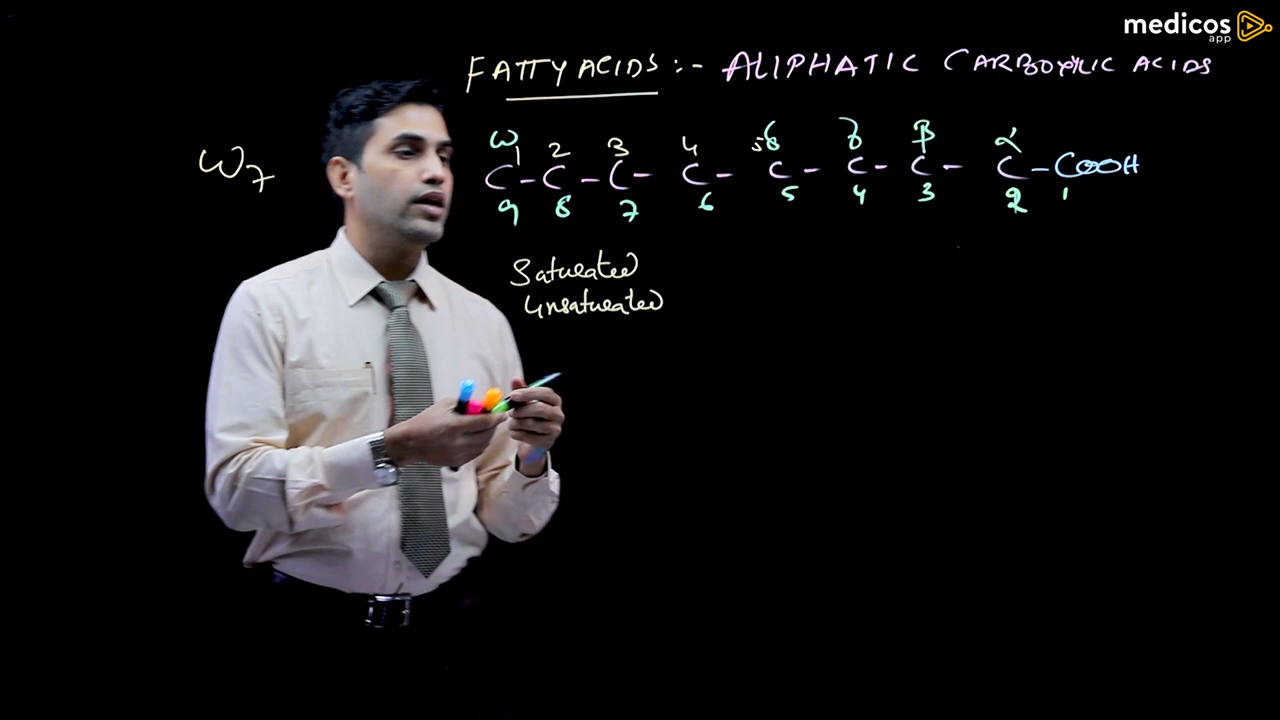 medicos
app
FATTY ACIDS :- ALIPHATIC CARBOXYLIC ACIDS
ω β α
1 2 3 4 5
ω7 C - C - C - C - C - C - C - C - COOH
9 8 7 6 5 4 3 2 1
Saturated
Unsaturated